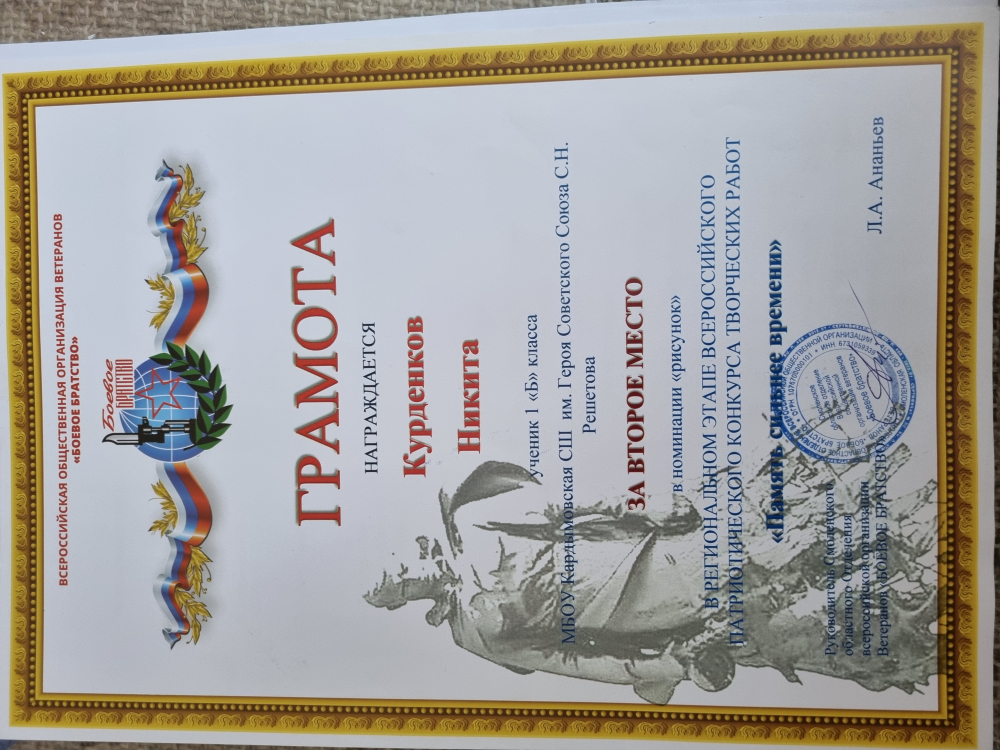 ВСЕРОССИЙСКАЯ ОБЩЕСТВЕННАЯ ОРГАНИЗАЦИЯ ВЕТЕРАНОВ
«БОЕВОЕ БРАТСТВО»
Боевое
БРАТСТВО
ГРАМОТА
НАГРАЖДАЕТСЯ
Курденков
Никита
ученик 1 «Б» класса
МБОУ Кардымовская СШ им. Героя Советского Союза С.Н.
Решетова
ЗА ВТОРОЕ МЕСТО
в номинации «рисунок»
В РЕГИОНАЛЬНОМ ЭТАПЕ ВСЕРОССИЙСКОГО
ПАТРИОТИЧЕСКОГО КОНКУРСА ТВОРЧЕСКИХ РАБОТ
«Память сильнее времени»
Руководитель Смоленского
областного Отделения
всероссийской организации
Ветеранов «БОЕВОЕ БРАТСТВО»
Л.А. Ананьев